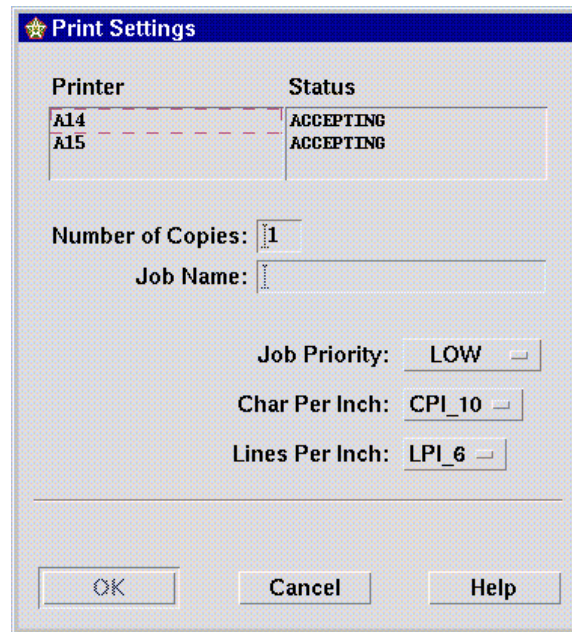 Print Settings
Printer Status
A14 ACCEPTING
A15 ACCEPTING
Number of Copies: 1
Job Name:
Job Priority: LOW
Char Per Inch: CPI_10
Lines Per Inch: LPI_6
OK Cancel Help